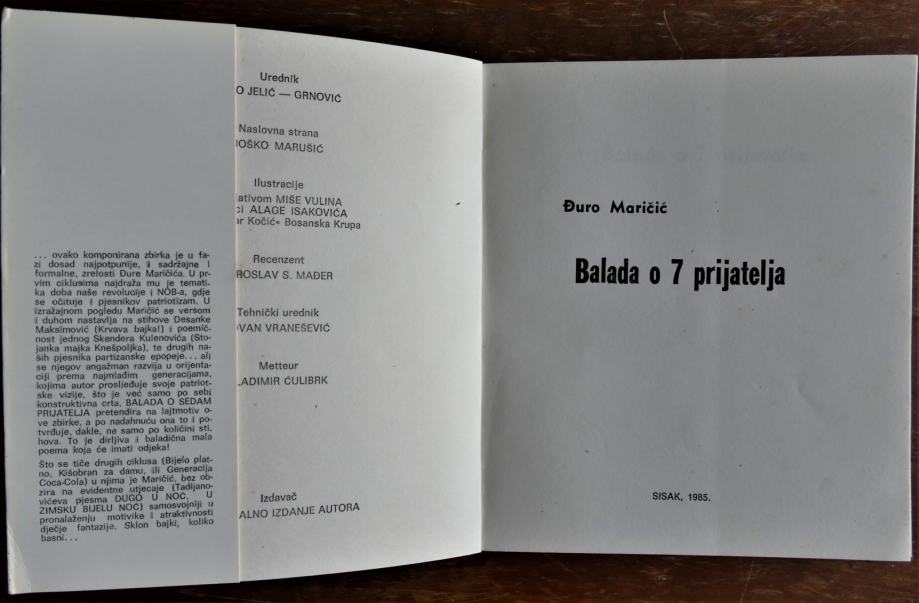 ... ovako komponirana zbirka je u fa-
zi dosad najpotpunije, i sadržajne i
formalne, zrelosti Đure Maričića. U pr-
vim ciklusima najdraža mu je temati-
ka doba naše revolucije i NOB-a, gdje
se očituje i pjesnikov patriotizam. U
izražajnom pogledu Maričić se versom
i duhom nastavlja na stihove Desanke
Maksimović (Krvava bajka!) i poemič-
nost jednog Skendera Kulenovića (Sto-
janka majka Knešpoljka), te drugih na-
ših pjesnika partizanske epopeje... ali
se njegov angažman razvija u orijenta-
ciji prema najmlađim generacijama,
kojima autor prosljeđuje svoje patriot-
ske vizije, što je već samo po sebi
konstruktivna crta. BALADA O SEDAM
PRIJATELJA pretendira na lajtmotiv o-
ve zbirke, a po nadahnuću ona to i po-
tvrđuje, dakle, ne samo po količini sti-
hova. To je dirljiva i baladična mala
poema koja će imati odjeka!
Što se tiče drugih ciklusa (Bijelo plat-
no, Kišobran za damu, ili Generacija
Coca-Cola) u njima je Maričić, bez ob-
zira na evidentne utjecaje (Tadijano-
vićeva pjesma DUGO U NOĆ, U
ZIMSKU BIJELU NOĆ) samosvojniji u
pronalaženju motivike i atraktivnosti
dječje fantazije. Sklon bajki, koliko
basni...
Urednik
O JELIĆ — GRNOVIĆ
Naslovna strana
OŠKO MARUŠIĆ
Ilustracije
ativom MIŠE VULINA
ci ALAGE ISAKOVIĆA
ar Kočić« Bosanska Krupa
Recenzent
ROSLAV S. MAĐER
Tehnički urednik
OVAN VRANEŠEVIĆ
Metteur
LADIMIR ĆULIBRK
Izdavač
ALNO IZDANJE AUTORA
Đuro Maričić
Balada o 7 prijatelja
SISAK, 1985.